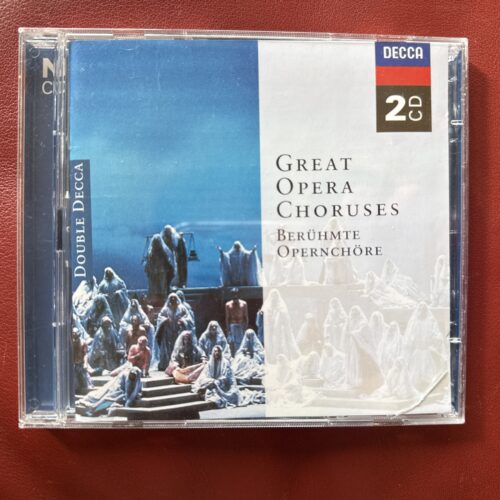 DECCA
2CD
GREAT
OPERA
CHORUSES
BERÜHMTE
OPERNCHÖRE
DOUBLE DECCA